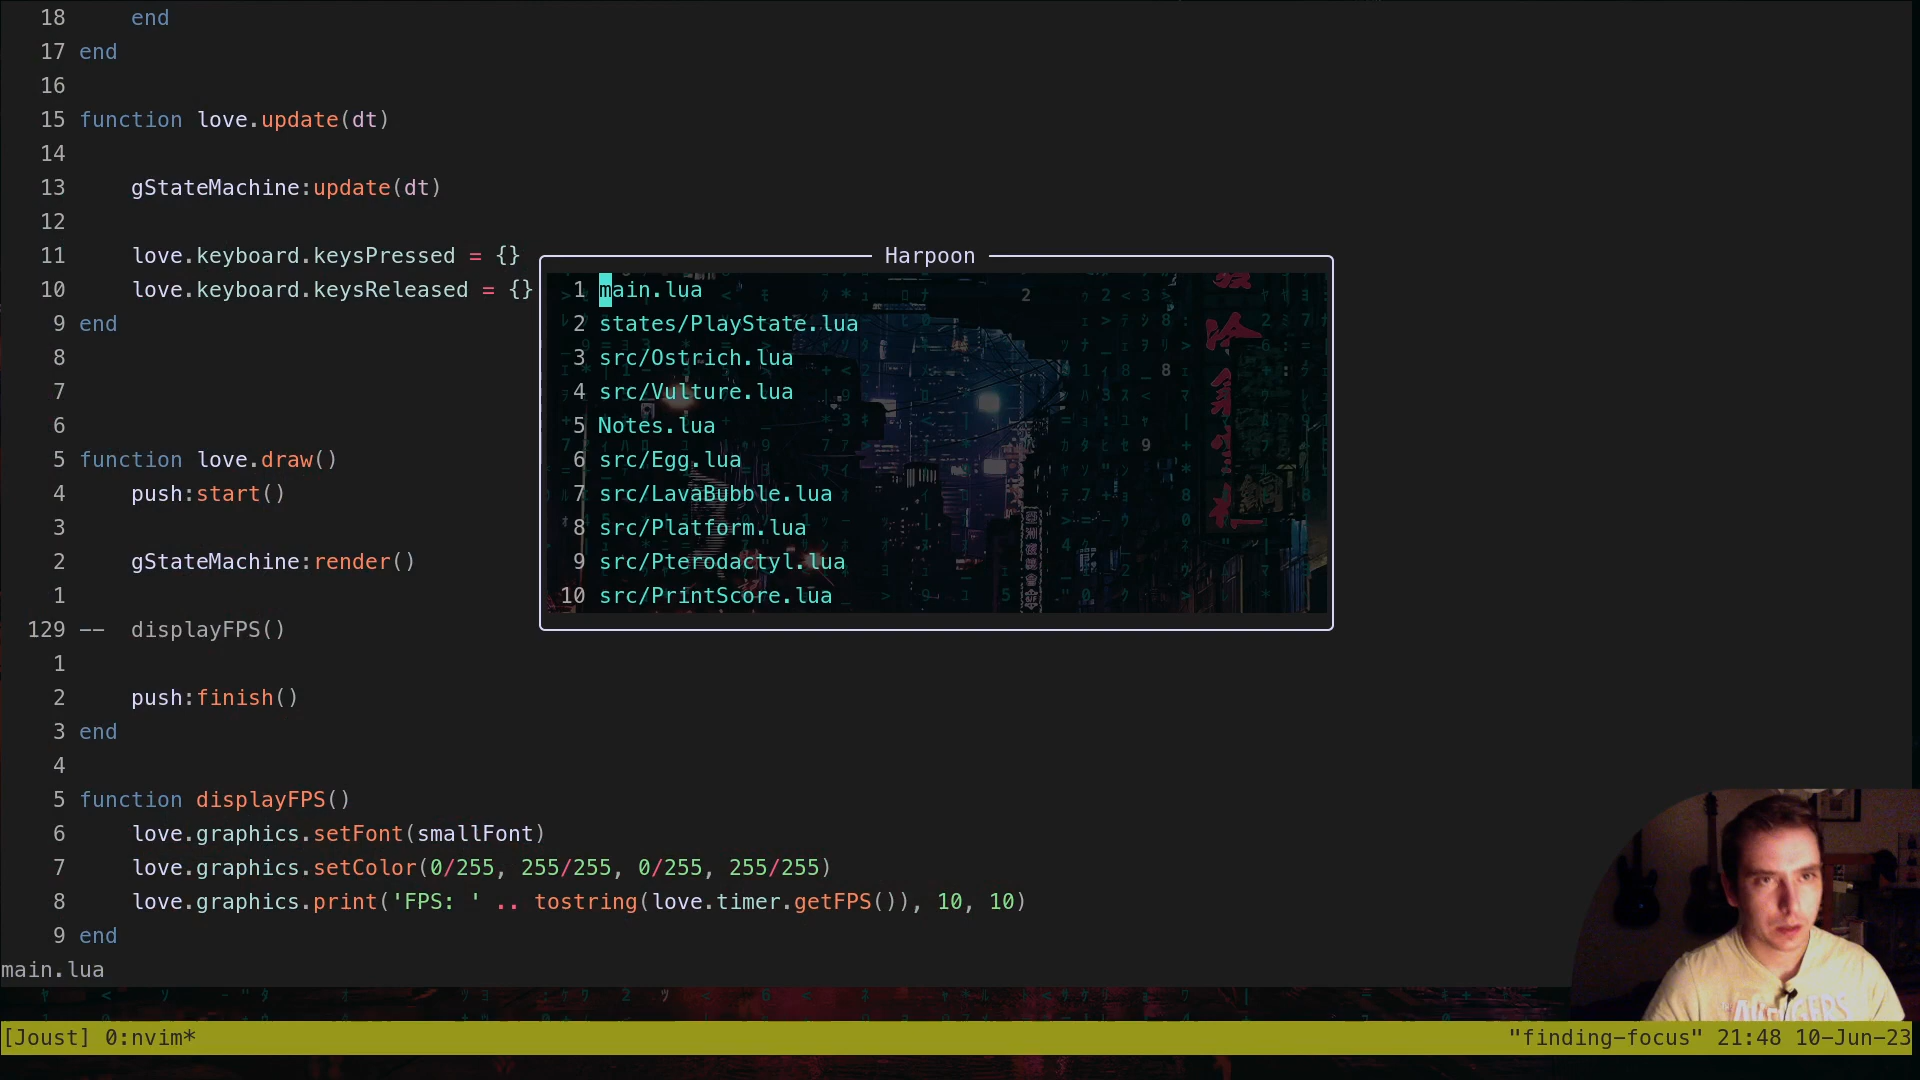 18 end
17 end
16
15 function love.update(dt)
14
13 gStateMachine:update(dt)
12
11 love.keyboard.keysPressed = {}
10 love.keyboard.keysReleased = {}
9 end
8
7
6
5 function love.draw()
4 push:start()
3
2 gStateMachine:render()
1
129 -- displayFPS()
1
2 push:finish()
3 end
4
5 function displayFPS()
6 love.graphics.setFont(smallFont)
7 love.graphics.setColor(0/255, 255/255, 0/255, 255/255)
8 love.graphics.print('FPS: ' .. tostring(love.timer.getFPS()), 10, 10)
9 end
main.lua
Harpoon
1 main.lua
2 states/PlayState.lua
3 src/Ostrich.lua
4 src/Vulture.lua
5 Notes.lua
6 src/Egg.lua
7 src/LavaBubble.lua
8 src/Platform.lua
9 src/Pterodactyl.lua
10 src/PrintScore.lua
AVENGERS
[Joust] 0:nvim*
"finding-focus" 21:48 10-Jun-23